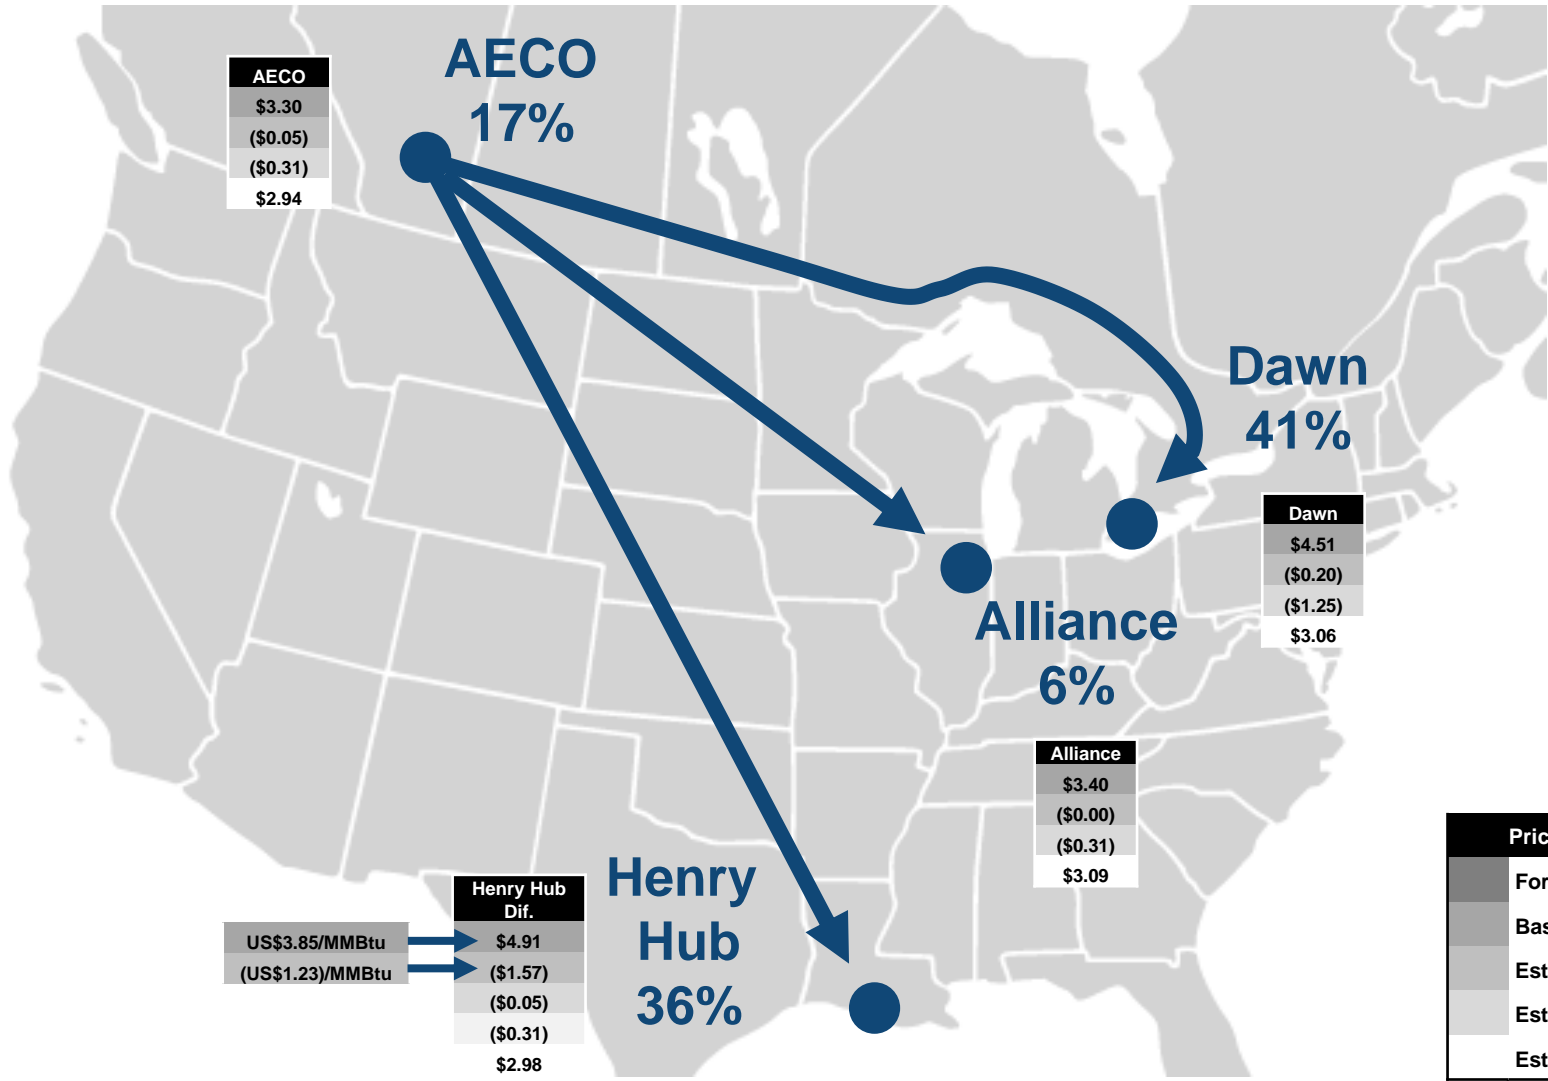 AECO
17%
AECO
$3.30
($0.05)
($0.31)
$2.94
Dawn
41%
Dawn
$4.51
($0.20)
($1.25)
$3.06
Alliance
6%
Alliance
$3.40
($0.00)
($0.31)
$3.09
Henry
Hub
36%
Henry Hub
Dif.
US$3.85/MMBtu
$4.91
(US$1.23)/MMBtu
($1.57)
($0.05)
($0.31)
$2.98